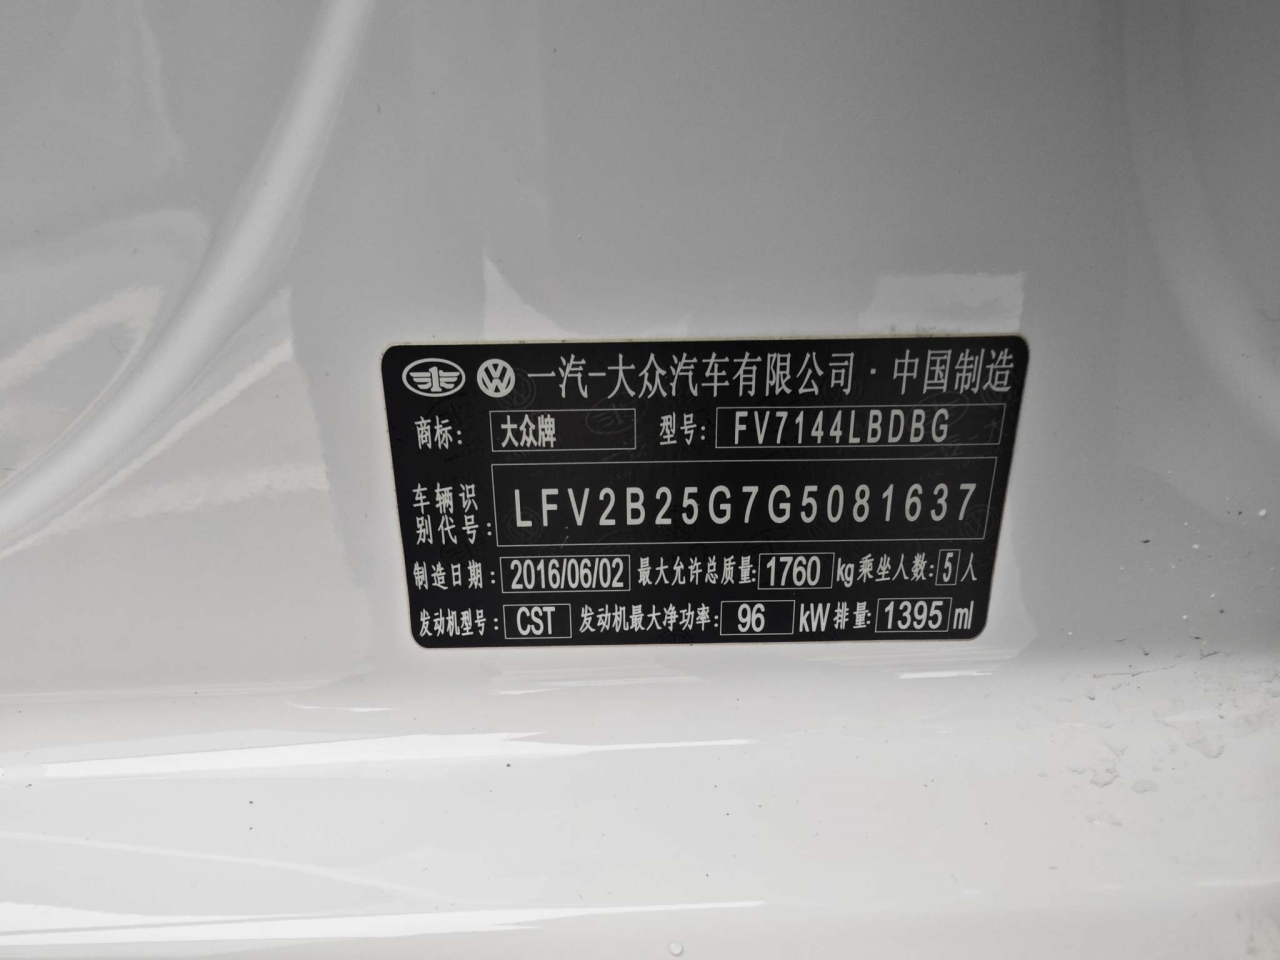 一汽-大众汽车有限公司·中国制造
商标: 大众牌 型号: FV7144LBDBG
车辆识别代号: LFV2B25G7G5081637
制造日期: 2016/06/02 最大允许总质量: 1760 kg 乘坐人数: 5 人
发动机型号: CST 发动机最大净功率: 96 kW 排量: 1395 ml